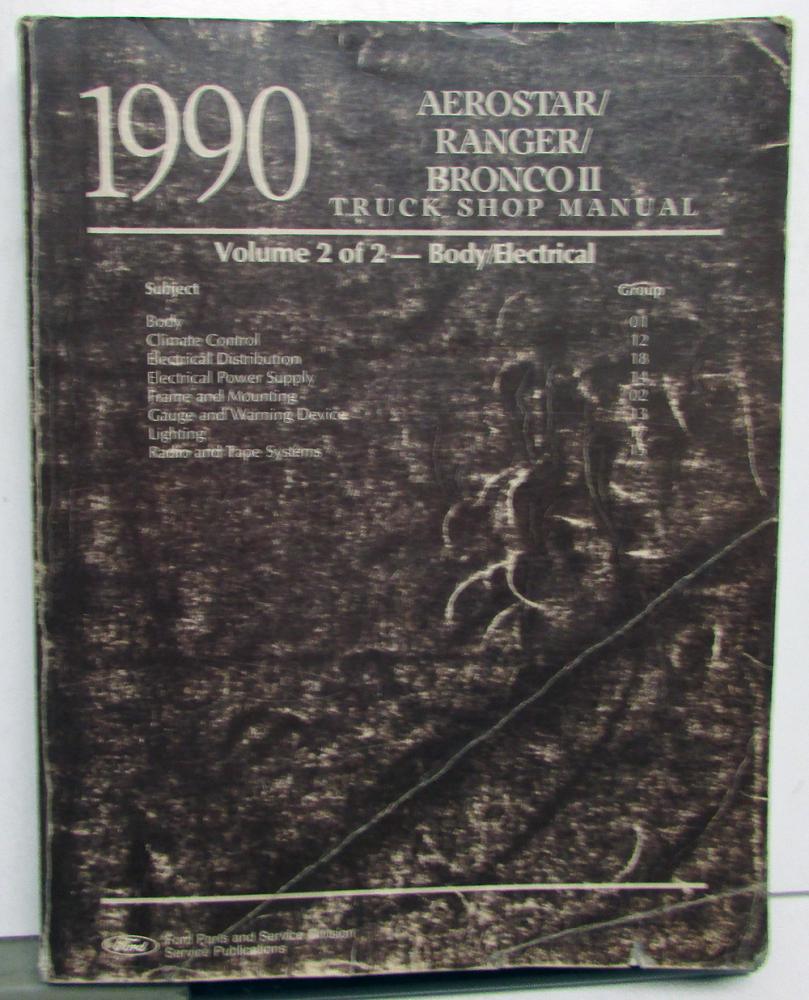 1990
AEROSTAR/
RANGER/
BRONCO II
TRUCK SHOP MANUAL
Volume 2 of 2 — Body/Electrical
Subject Group
Body 01
Climate Control 12
Electrical Distribution 18
Electrical Power Supply 14
Frame and Mounting 02
Gauge and Warning Device 13
Lighting
Radio and Tape Systems 15
Ford
Ford Parts and Service Division
Service Publications